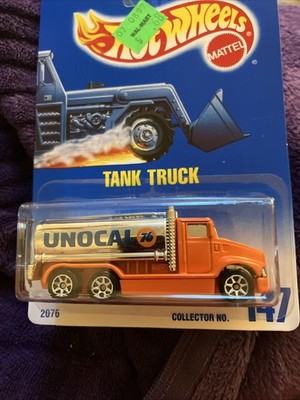 Hot Wheels
WAL-MART
MATTEL
TANK TRUCK
UNOCAL 76
2076
COLLECTOR NO. 147